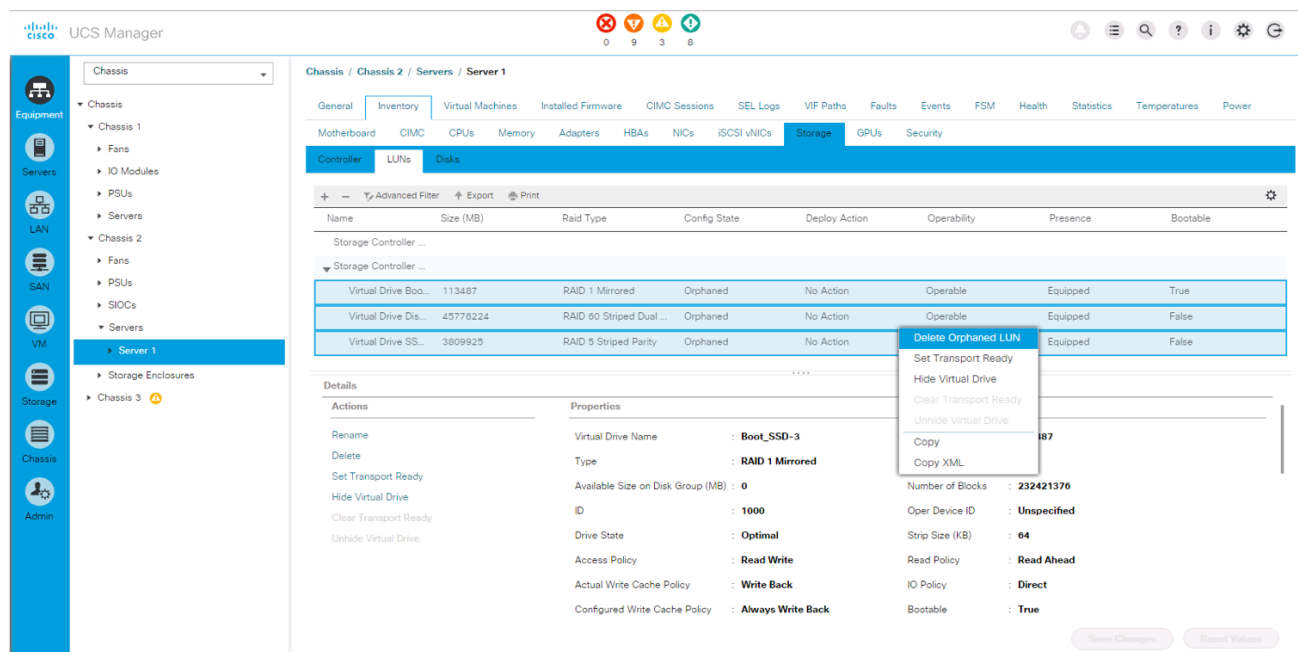 CISCO. UCS Manager
0 9 3 8
Equipment
Servers
LAN
SAN
VM
Storage
Chassis
Admin
Chassis
Chassis
Chassis 1
Fans
IO Modules
PSUs
Servers
Chassis 2
Fans
PSUs
SIOCs
Servers
Server 1
Storage Enclosures
Chassis 3
Chassis / Chassis 2 / Servers / Server 1
General Inventory Virtual Machines Installed Firmware CIMC Sessions SEL Logs VIF Paths Faults Events FSM Health Statistics Temperatures Power
Motherboard CIMC CPUs Memory Adapters HBAs NICs iSCSI vNICs Storage GPUs Security
Controller LUNs Disks
+ − Advanced Filter Export Print
Name Size (MB) Raid Type Config State Deploy Action Operability Presence Bootable
Storage Controller ...
Storage Controller ...
Virtual Drive Boo... 113487 RAID 1 Mirrored Orphaned No Action Operable Equipped True
Virtual Drive Dis... 45776224 RAID 60 Striped Dual ... Orphaned No Action Operable Equipped False
Virtual Drive SS... 3809925 RAID 5 Striped Parity Orphaned No Action Equipped False
Delete Orphaned LUN
Set Transport Ready
Hide Virtual Drive
Clear Transport Ready
Unhide Virtual Drive
Copy
Copy XML
Details
Actions
Rename
Delete
Set Transport Ready
Hide Virtual Drive
Clear Transport Ready
Unhide Virtual Drive
Properties
Virtual Drive Name : Boot_SSD-3 487
Type : RAID 1 Mirrored
Available Size on Disk Group (MB) : 0 Number of Blocks : 232421376
ID : 1000 Oper Device ID : Unspecified
Drive State : Optimal Strip Size (KB) : 64
Access Policy : Read Write Read Policy : Read Ahead
Actual Write Cache Policy : Write Back IO Policy : Direct
Configured Write Cache Policy : Always Write Back Bootable : True
Save Changes Reset Values